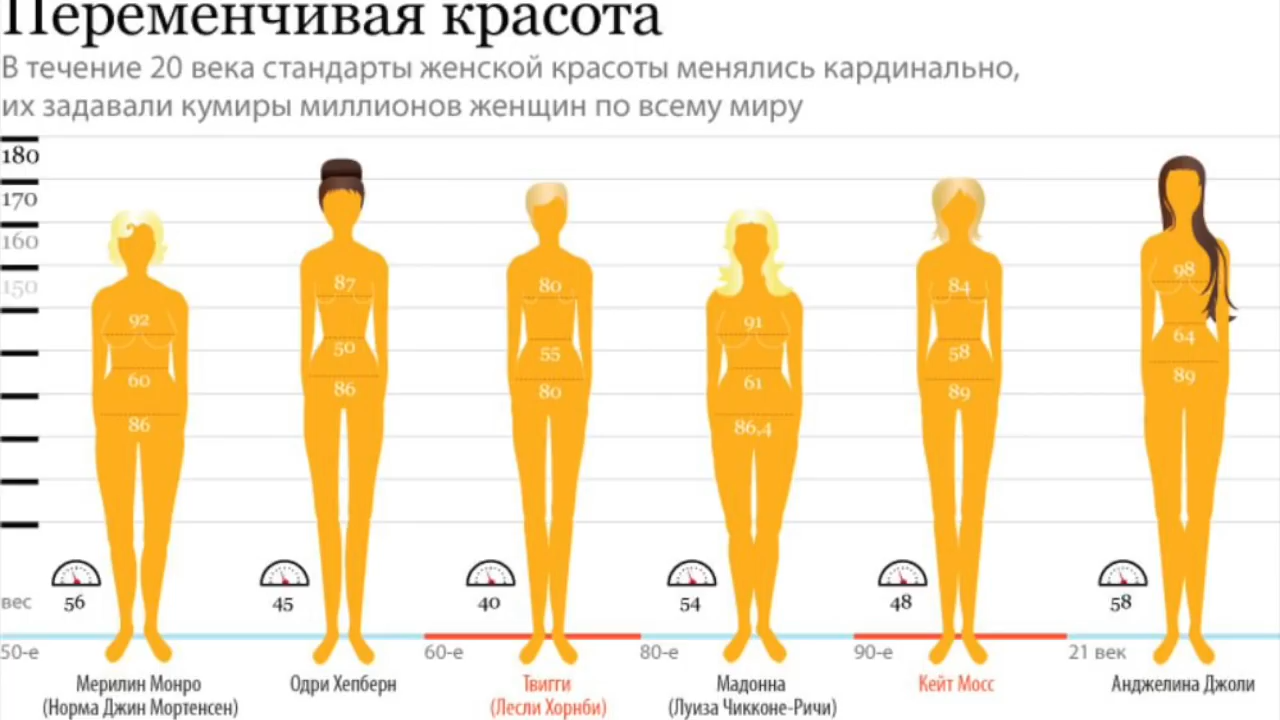 Переменчивая красота
В течение 20 века стандарты женской красоты менялись кардинально,
их задавали кумиры миллионов женщин по всему миру
180
170
160
150
92
60
86
87
50
86
80
55
80
91
61
86,4
84
58
89
98
64
89
вес 56 45 40 54 48 58
50-е 60-е 80-е 90-е 21 век
Мерилин Монро
(Норма Джин Мортенсен)
Одри Хепберн
Твигги
(Лесли Хорнби)
Мадонна
(Луиза Чикконе-Ричи)
Кейт Мосс
Анджелина Джоли